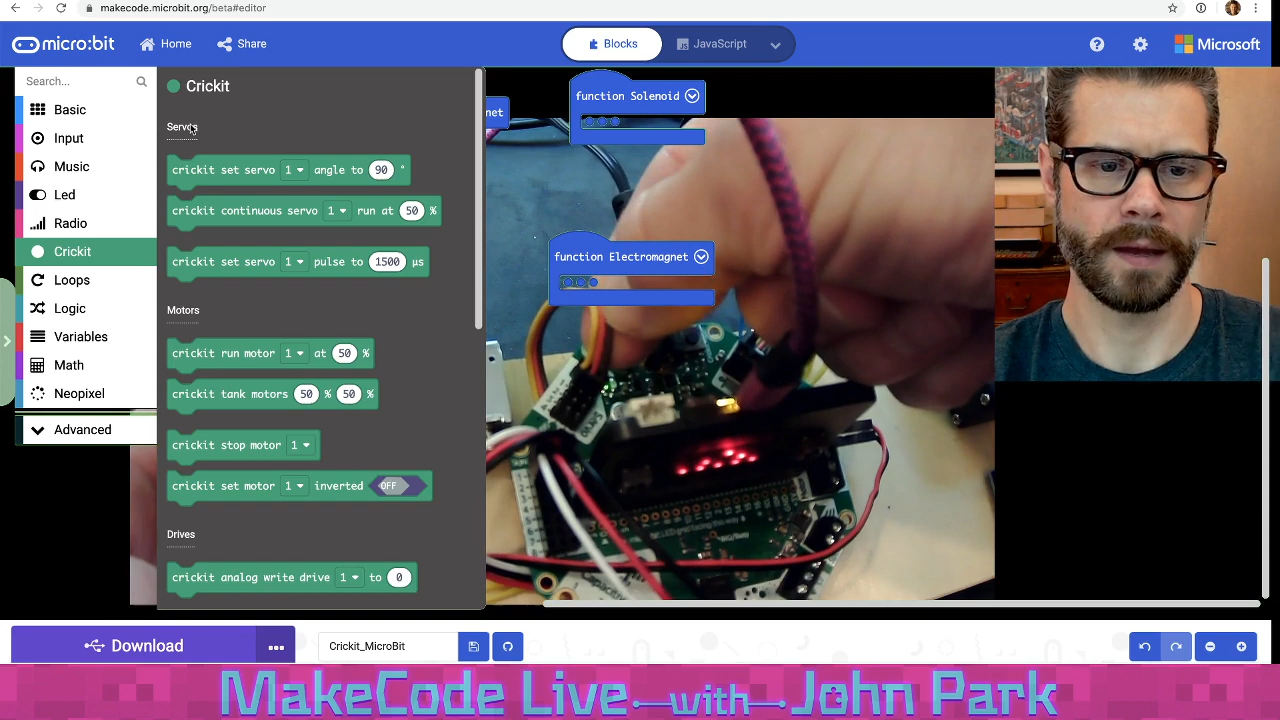 makecode.microbit.org/beta#editor
micro:bit Home Share Blocks JavaScript Microsoft
Search...
Basic
Input
Music
Led
Radio
Crickit
Loops
Logic
Variables
Math
Neopixel
Advanced
Crickit
Servos
crickit set servo 1 angle to 90 °
crickit continuous servo 1 run at 50 %
crickit set servo 1 pulse to 1500 µs
Motors
crickit run motor 1 at 50 %
crickit tank motors 50 % 50 %
crickit stop motor 1
crickit set motor 1 inverted OFF
Drives
crickit analog write drive 1 to 0
net
function Solenoid
function Electromagnet
Download
Crickit_MicroBit
MakeCode Live with John Park